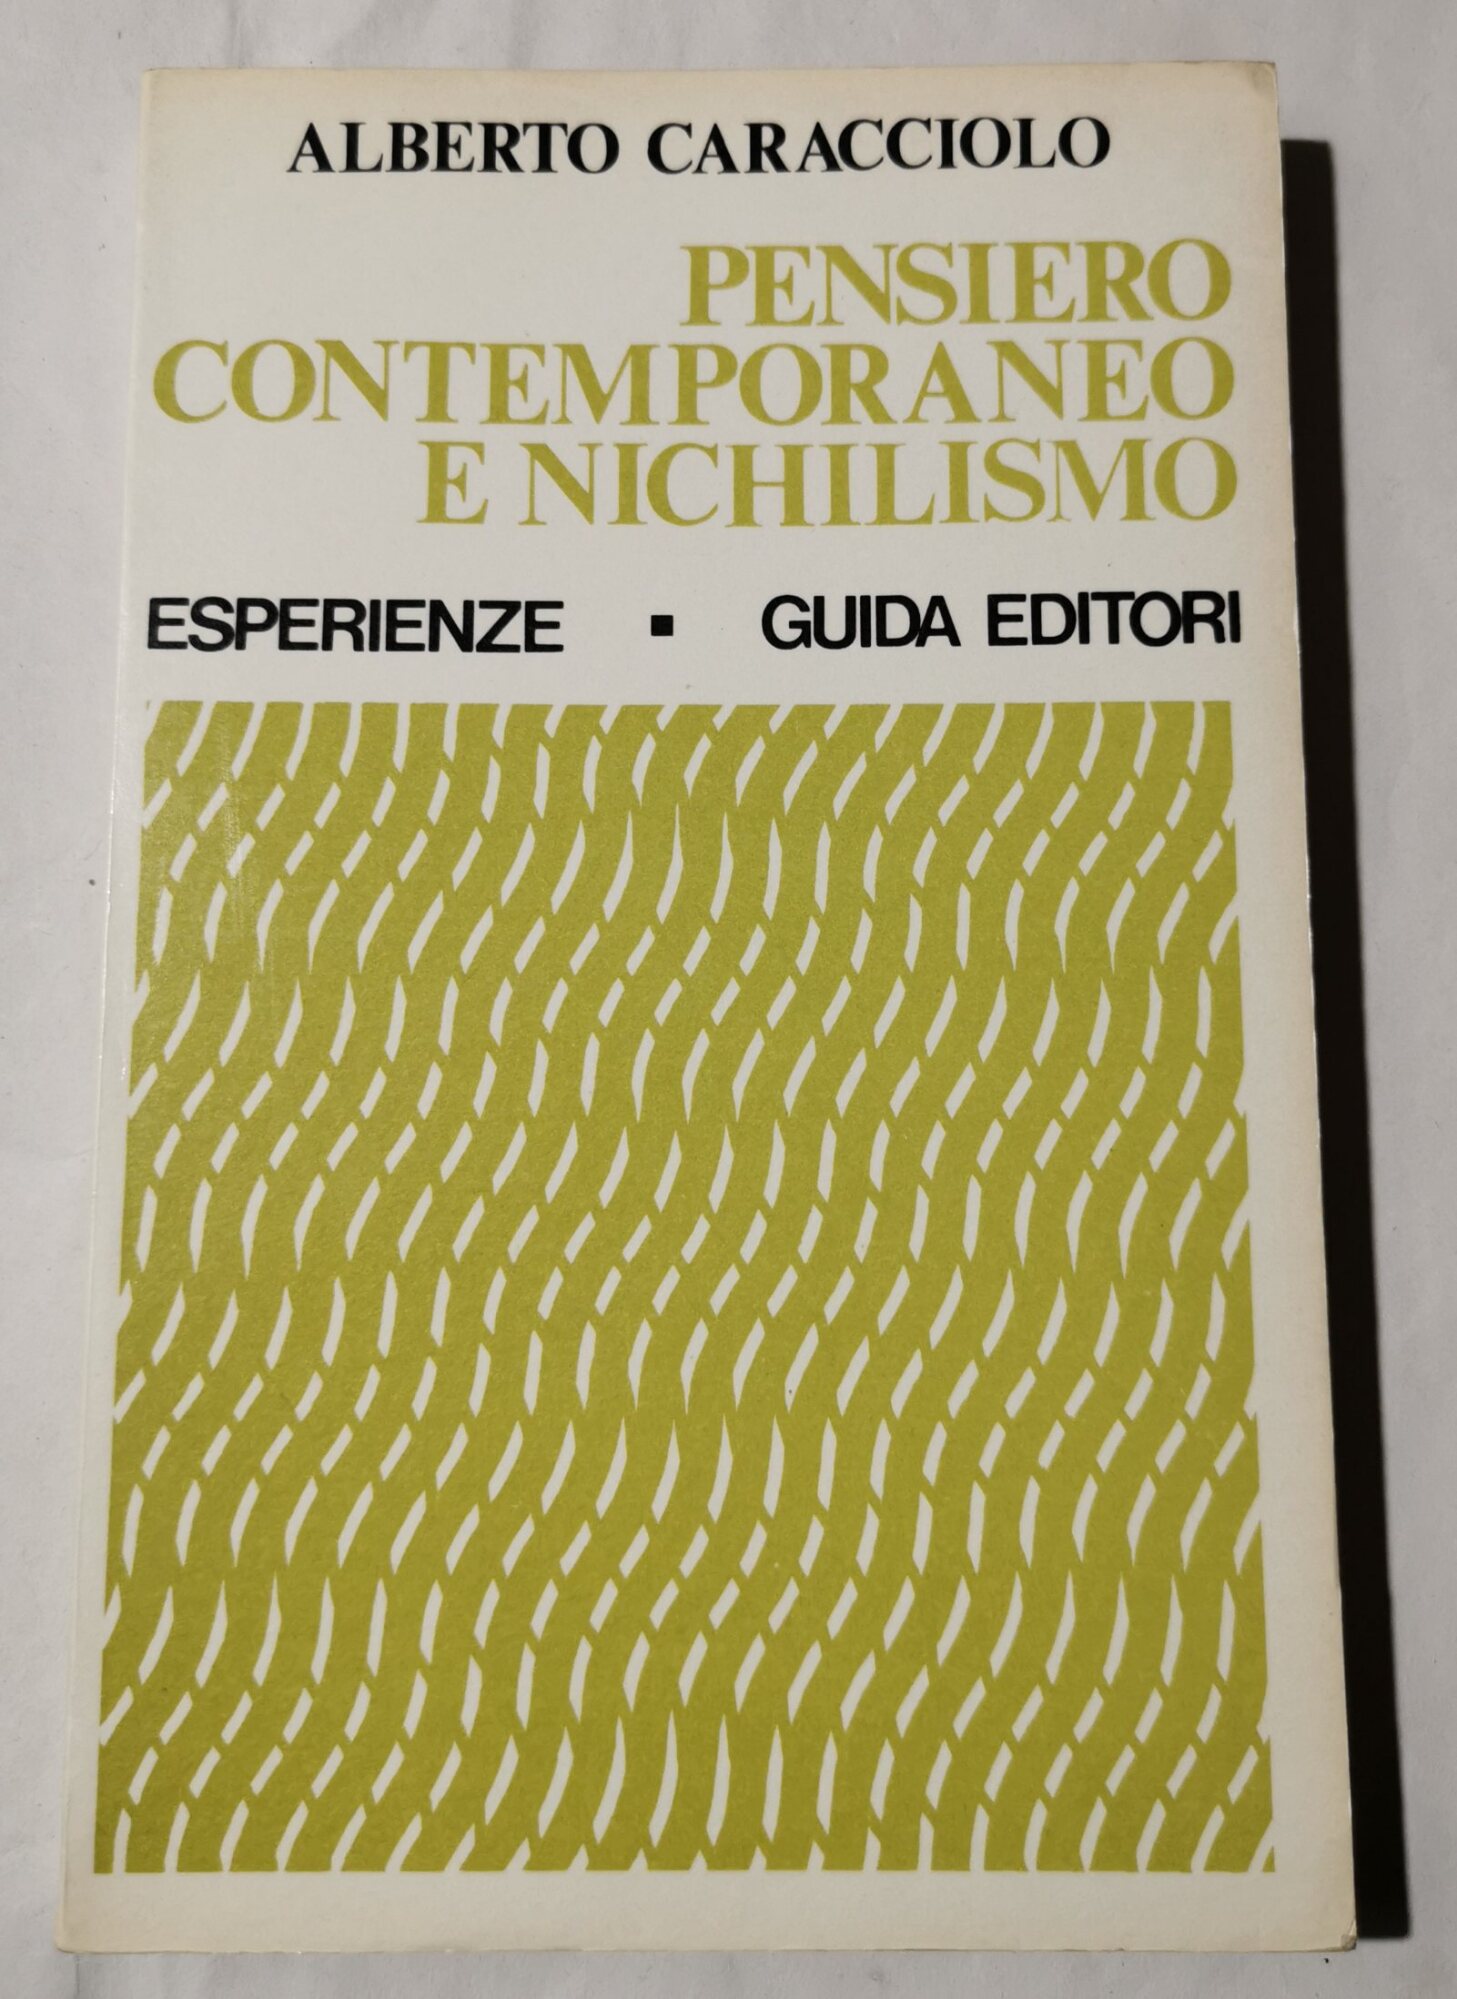 ALBERTO CARACCIOLO
PENSIERO
CONTEMPORANEO
E NICHILISMO
ESPERIENZE ▪ GUIDA EDITORI